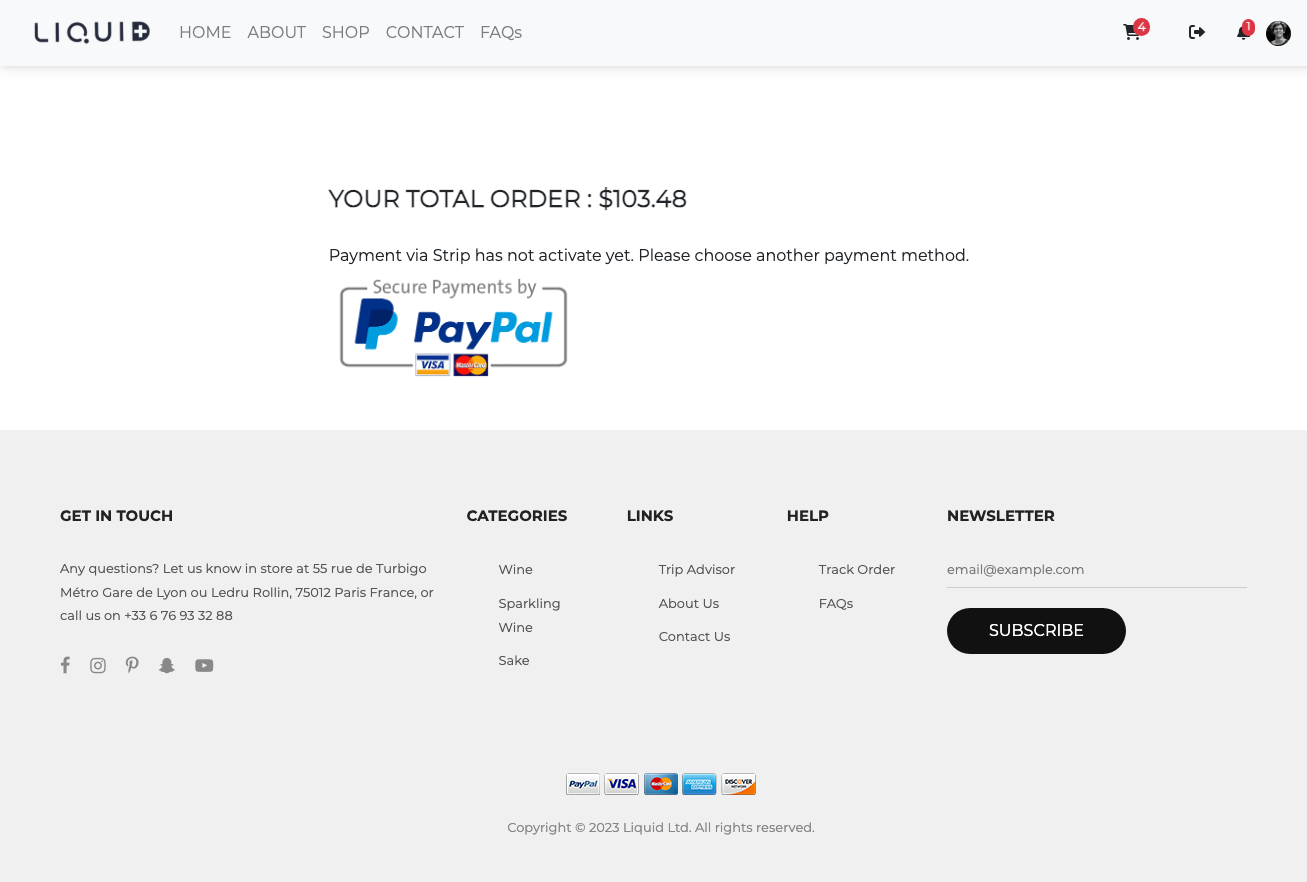 LIQUID HOME ABOUT SHOP CONTACT FAQs 4 1
YOUR TOTAL ORDER : $103.48
Payment via Strip has not activate yet. Please choose another payment method.
Secure Payments by
PayPal
VISA MasterCard
GET IN TOUCH
Any questions? Let us know in store at 55 rue de Turbigo
Métro Gare de Lyon ou Ledru Rollin, 75012 Paris France, or
call us on +33 6 76 93 32 88
CATEGORIES
Wine
Sparkling
Wine
Sake
LINKS
Trip Advisor
About Us
Contact Us
HELP
Track Order
FAQs
NEWSLETTER
email@example.com
SUBSCRIBE
PayPal VISA MasterCard AMERICAN EXPRESS DISCOVER NETWORK
Copyright © 2023 Liquid Ltd. All rights reserved.